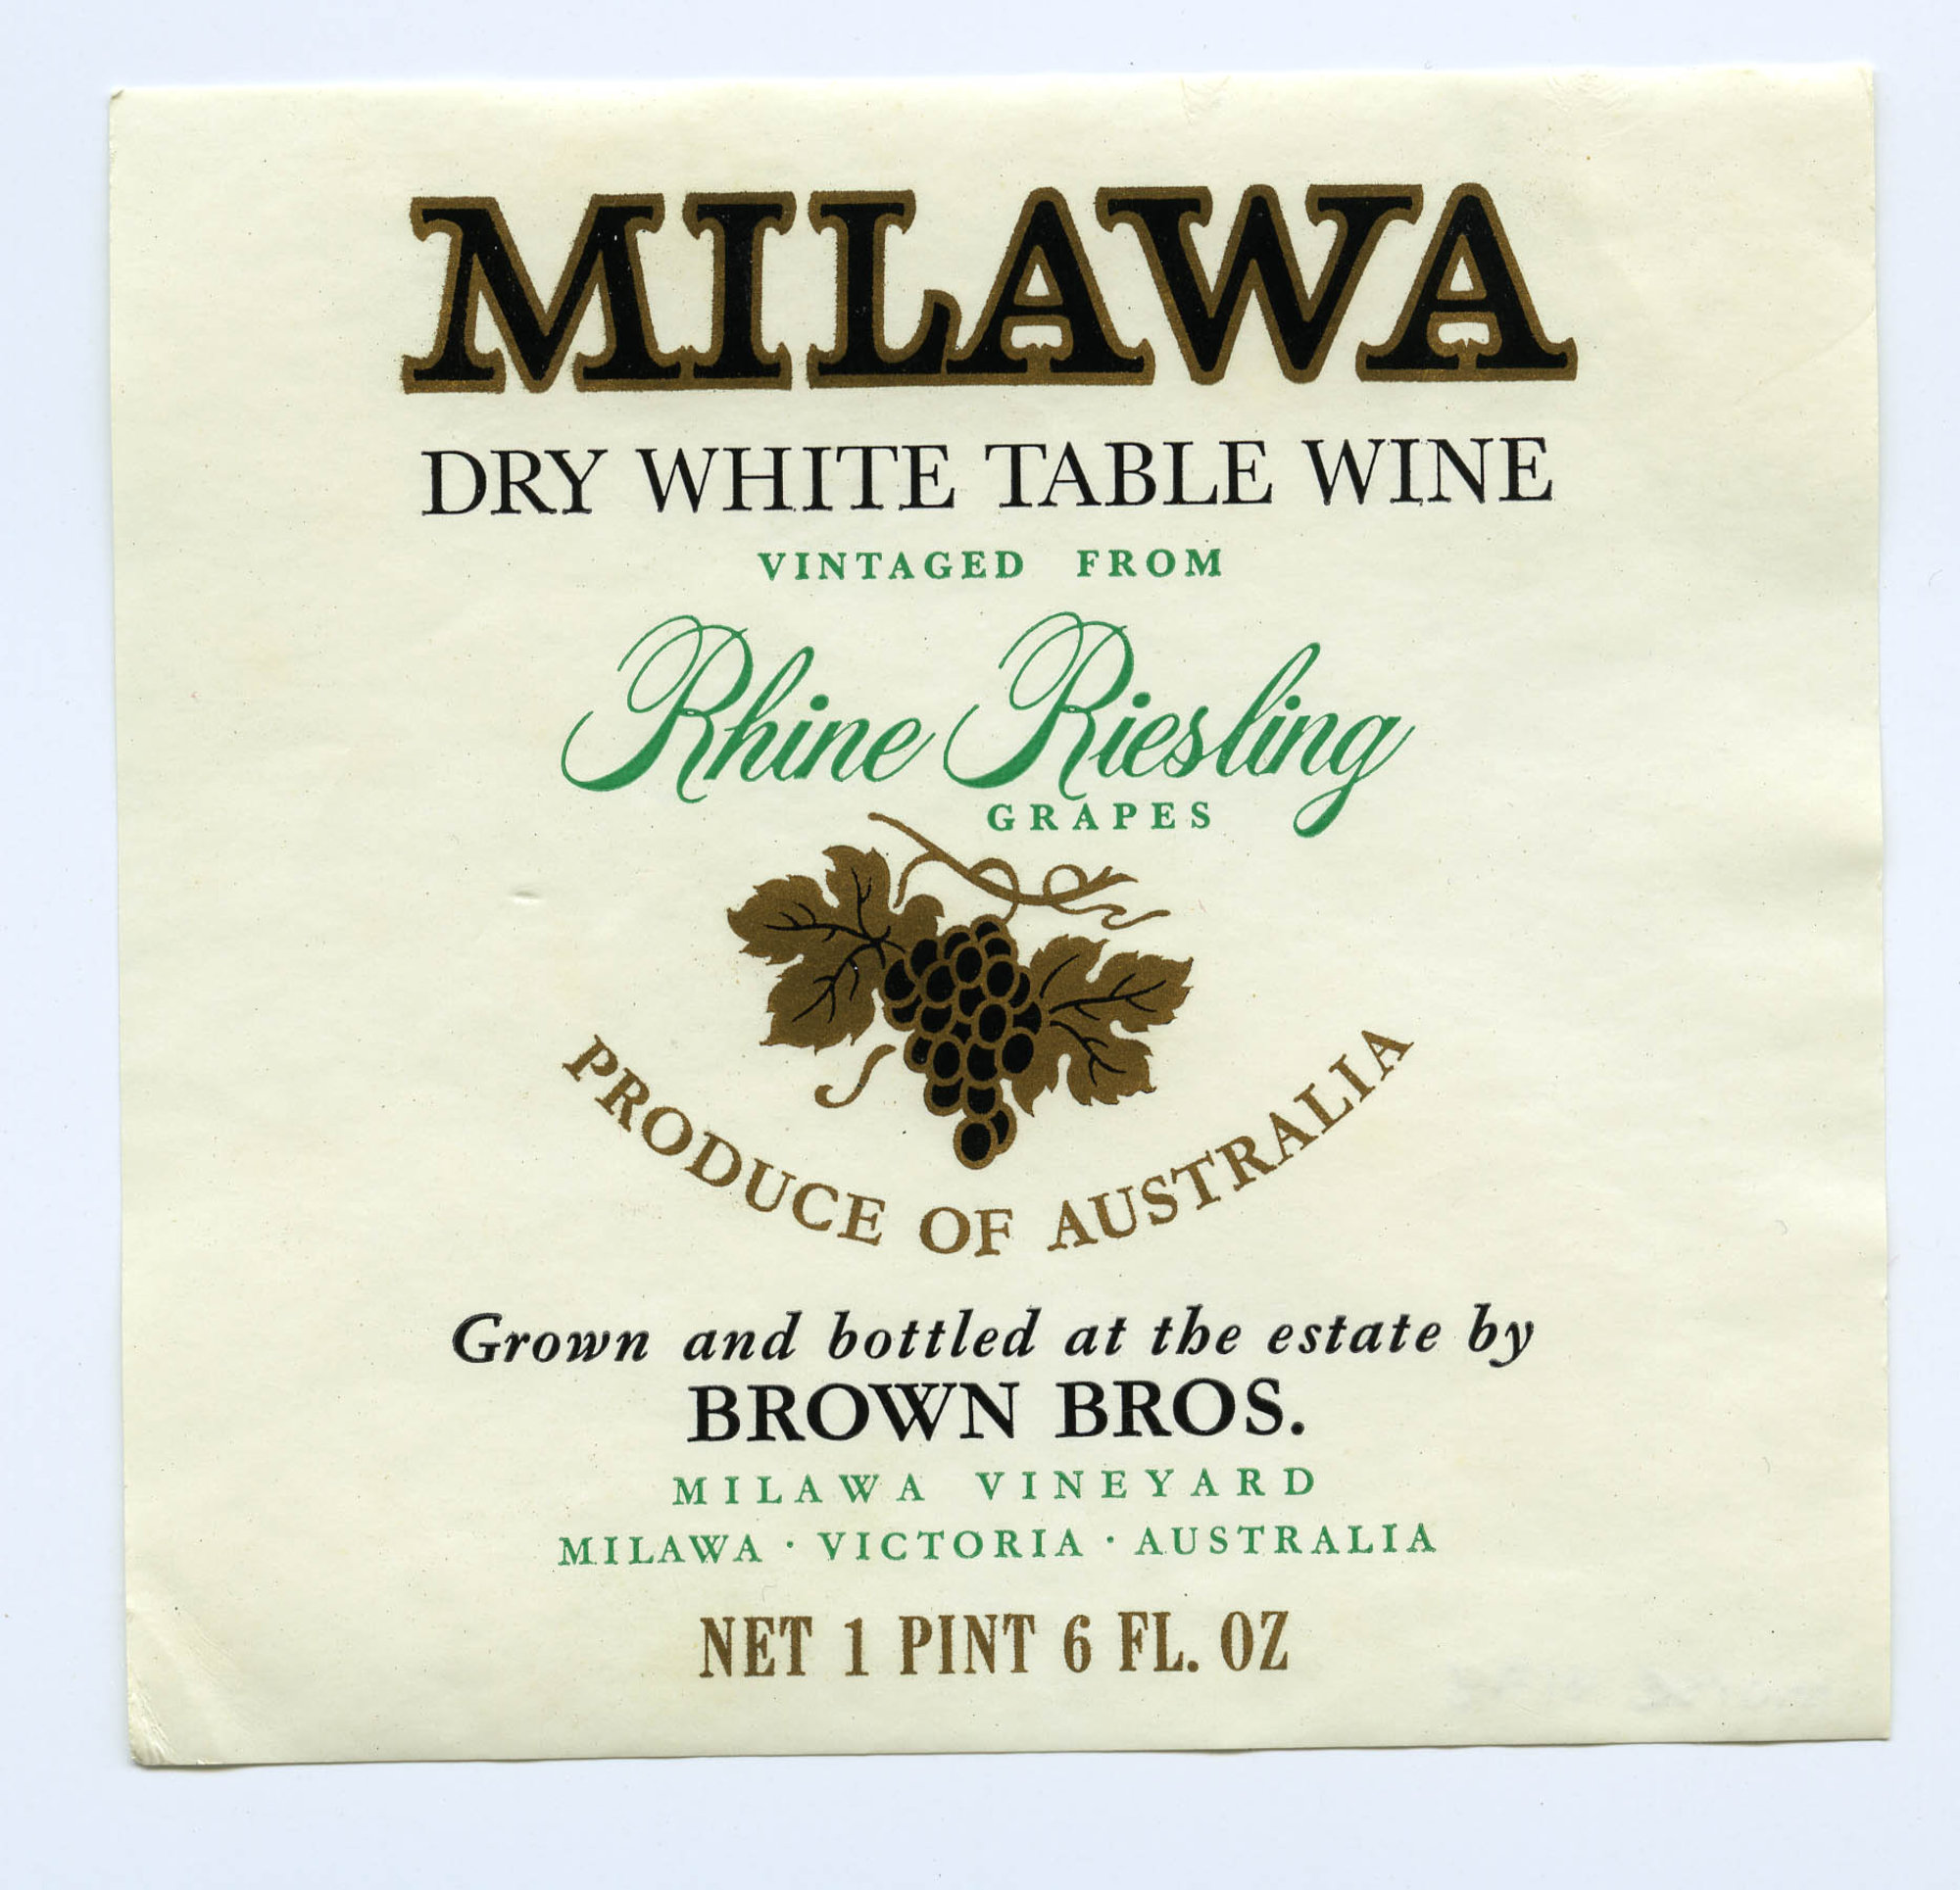 MILAWA
DRY WHITE TABLE WINE
VINTAGED FROM
Rhine Riesling
GRAPES
PRODUCE OF AUSTRALIA
Grown and bottled at the estate by
BROWN BROS.
MILAWA VINEYARD
MILAWA · VICTORIA · AUSTRALIA
NET 1 PINT 6 FL. OZ